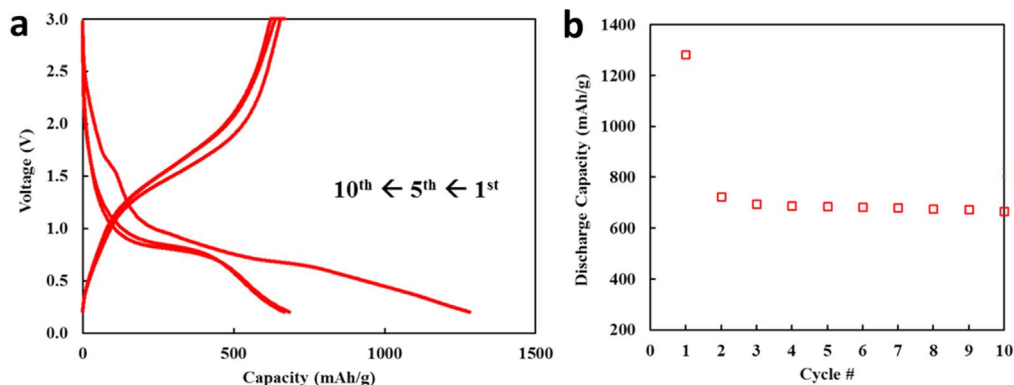 a
3.0
2.5
2.0
1.5
1.0
0.5
0.0
Voltage (V)
10th ← 5th ← 1st
0 500 1000 1500
Capacity (mAh/g)
b
1400
1200
1000
800
600
400
200
Discharge Capacity (mAh/g)
0 1 2 3 4 5 6 7 8 9 10
Cycle #